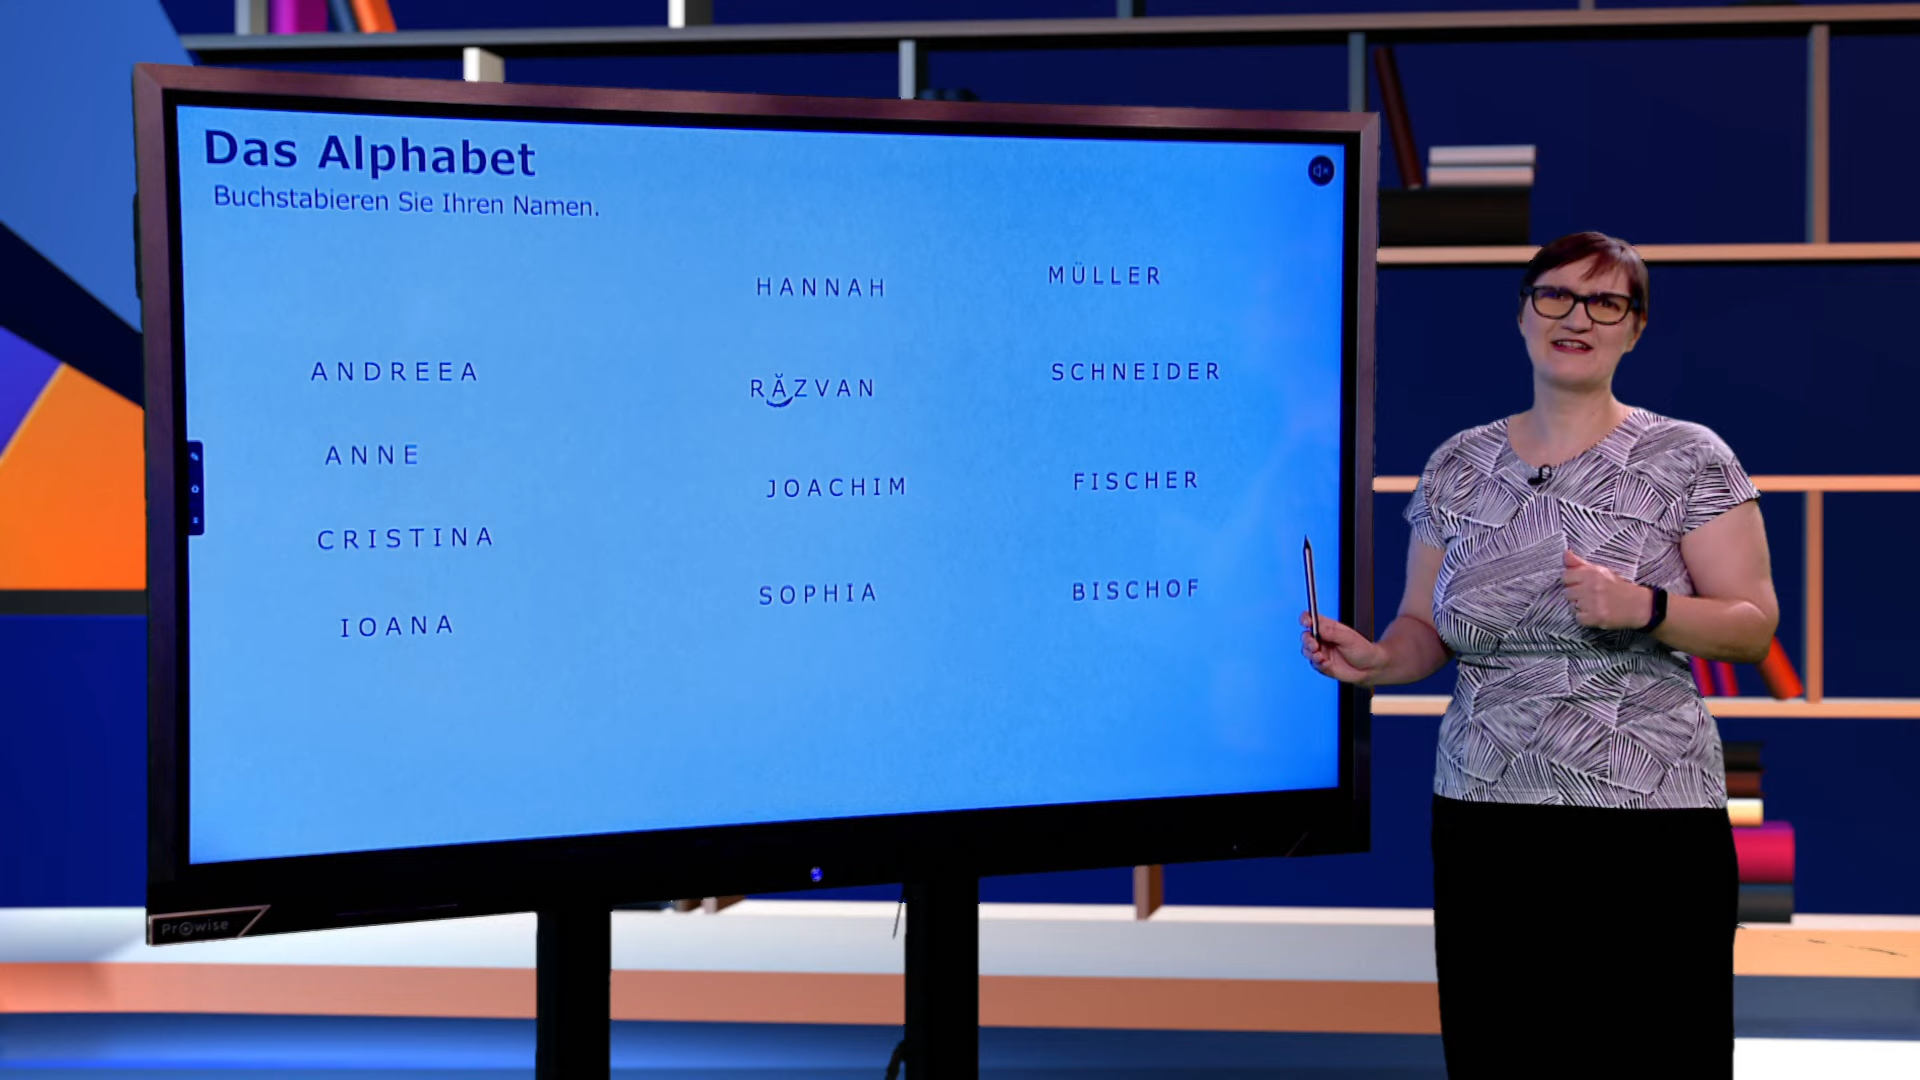 Das Alphabet
Buchstabieren Sie Ihren Namen.
ANDREEA
ANNE
CRISTINA
IOANA
HANNAH
RĂZVAN
JOACHIM
SOPHIA
MÜLLER
SCHNEIDER
FISCHER
BISCHOF
Prowise